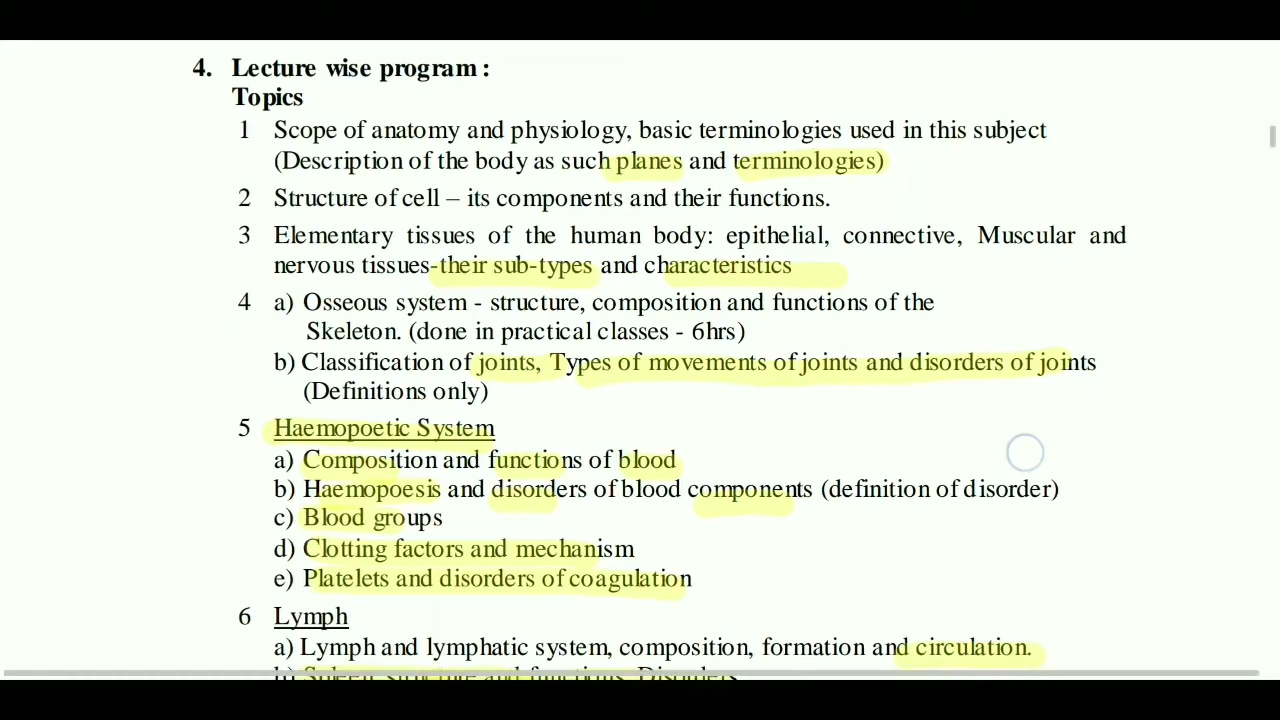 4. Lecture wise program :
Topics
1 Scope of anatomy and physiology, basic terminologies used in this subject
(Description of the body as such planes and terminologies)
2 Structure of cell – its components and their functions.
3 Elementary tissues of the human body: epithelial, connective, Muscular and
nervous tissues-their sub-types and characteristics
4 a) Osseous system - structure, composition and functions of the
Skeleton. (done in practical classes - 6hrs)
b) Classification of joints, Types of movements of joints and disorders of joints
(Definitions only)
5 Haemopoetic System
a) Composition and functions of blood
b) Haemopoesis and disorders of blood components (definition of disorder)
c) Blood groups
d) Clotting factors and mechanism
e) Platelets and disorders of coagulation
6 Lymph
a) Lymph and lymphatic system, composition, formation and circulation.
b) Spleen structure and functions, Disorders